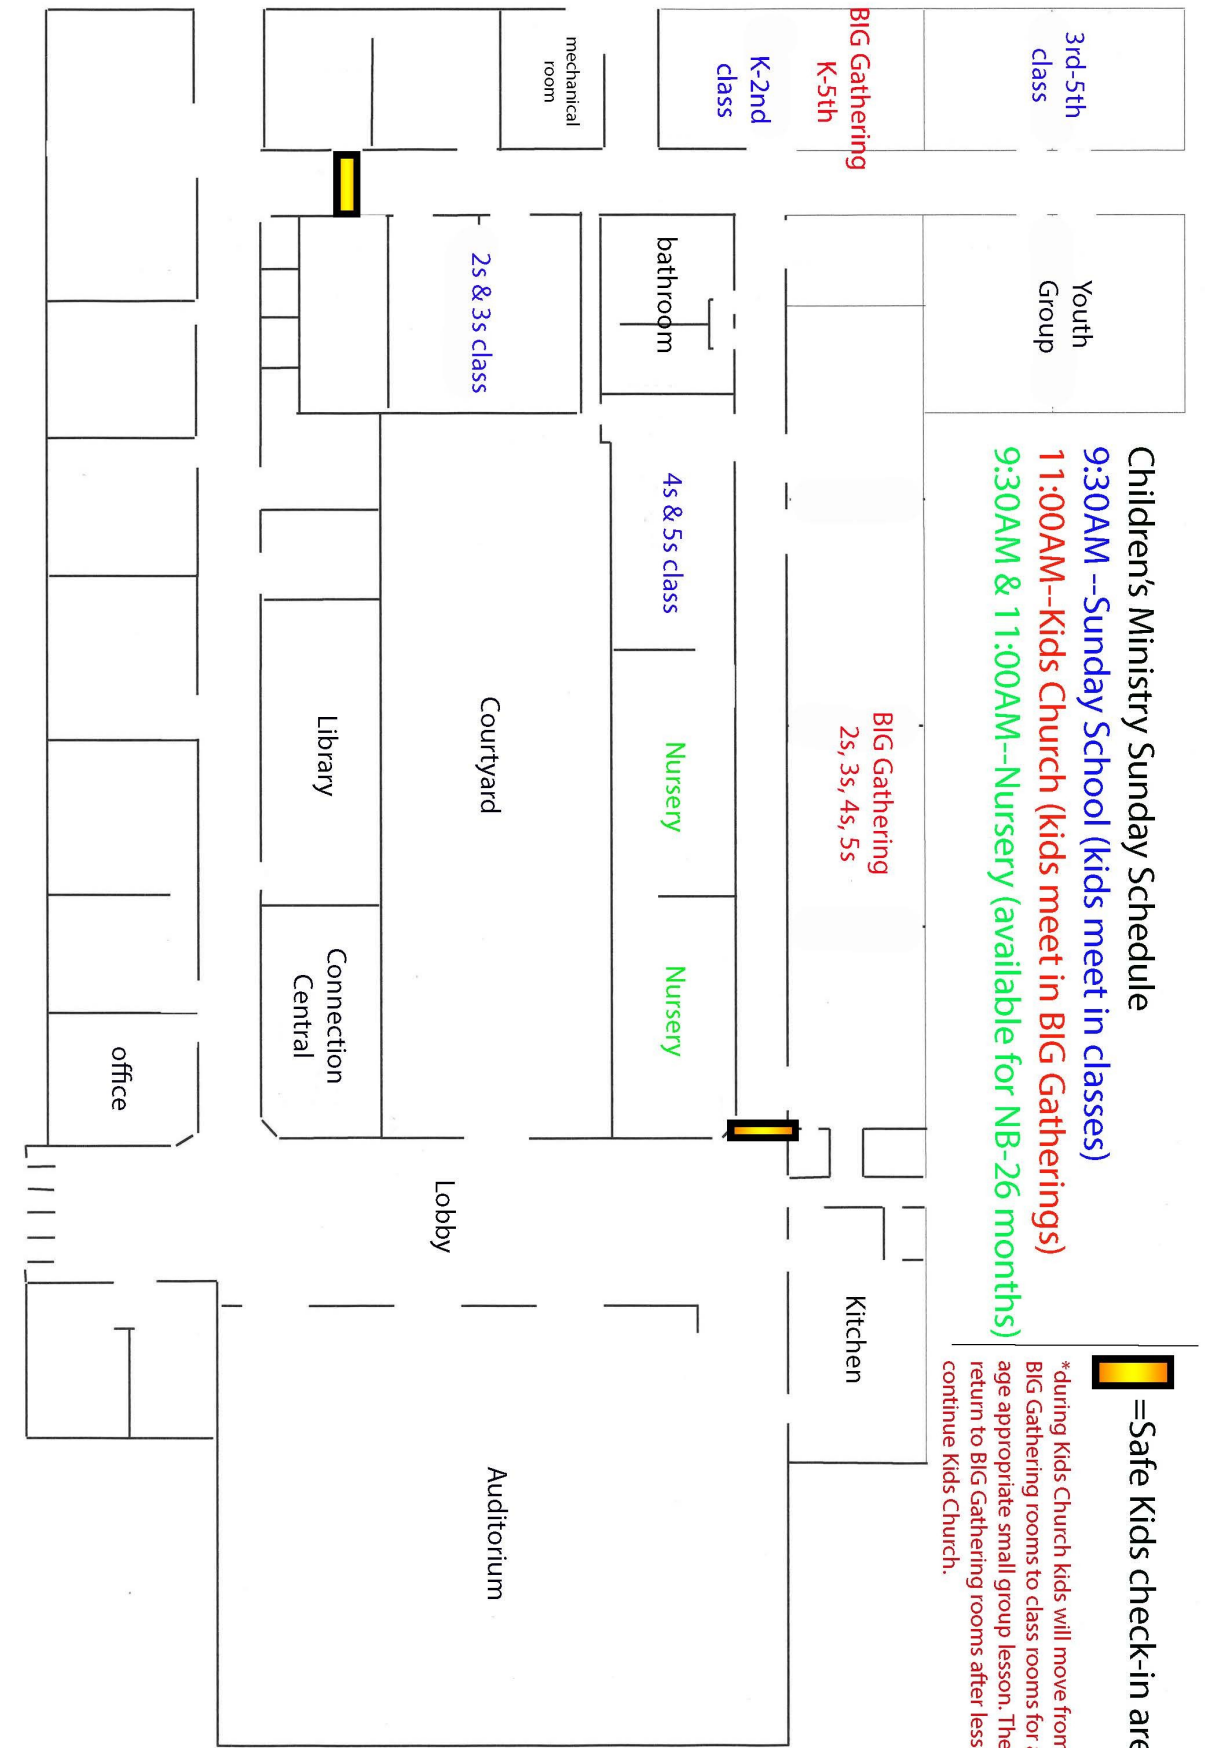 Children's Ministry Sunday Schedule
9:30AM --Sunday School (kids meet in classes)
11:00AM--Kids Church (kids meet in BIG Gatherings)
9:30AM & 11:00AM--Nursery (available for NB-26 months)
=Safe Kids check-in are
*during Kids Church kids will move from
BIG Gathering rooms to class rooms for a
age appropriate small group lesson. The
return to BIG Gathering rooms after less
continue Kids Church.
3rd-5th
class
Youth
Group
BIG Gathering
K-5th
K-2nd
class
BIG Gathering
2s, 3s, 4s, 5s
Kitchen
mechanical
room
bathroom
4s & 5s class
Nursery
Nursery
2s & 3s class
Courtyard
Lobby
Auditorium
Library
Connection
Central
office